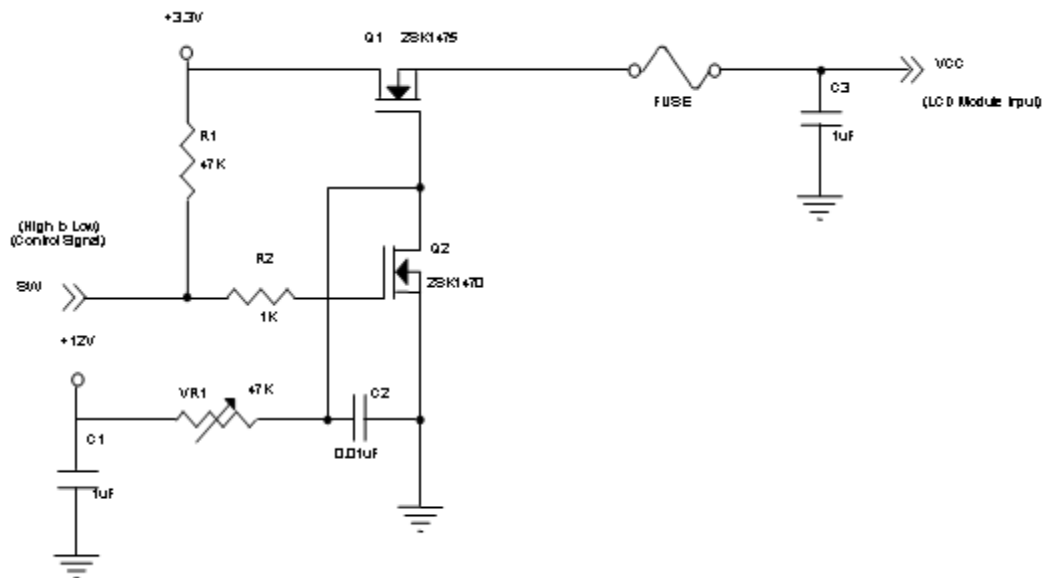 +3.3V
Q1 2SK1475
VCC
FUSE
C3
(LCD Module Input)
1uF
R1
47K
(High to Low)
(Control Signal)
Q2
R2
2SK1470
SW
1K
+12V
VR1
47K
C2
C1
0.01uF
1uF